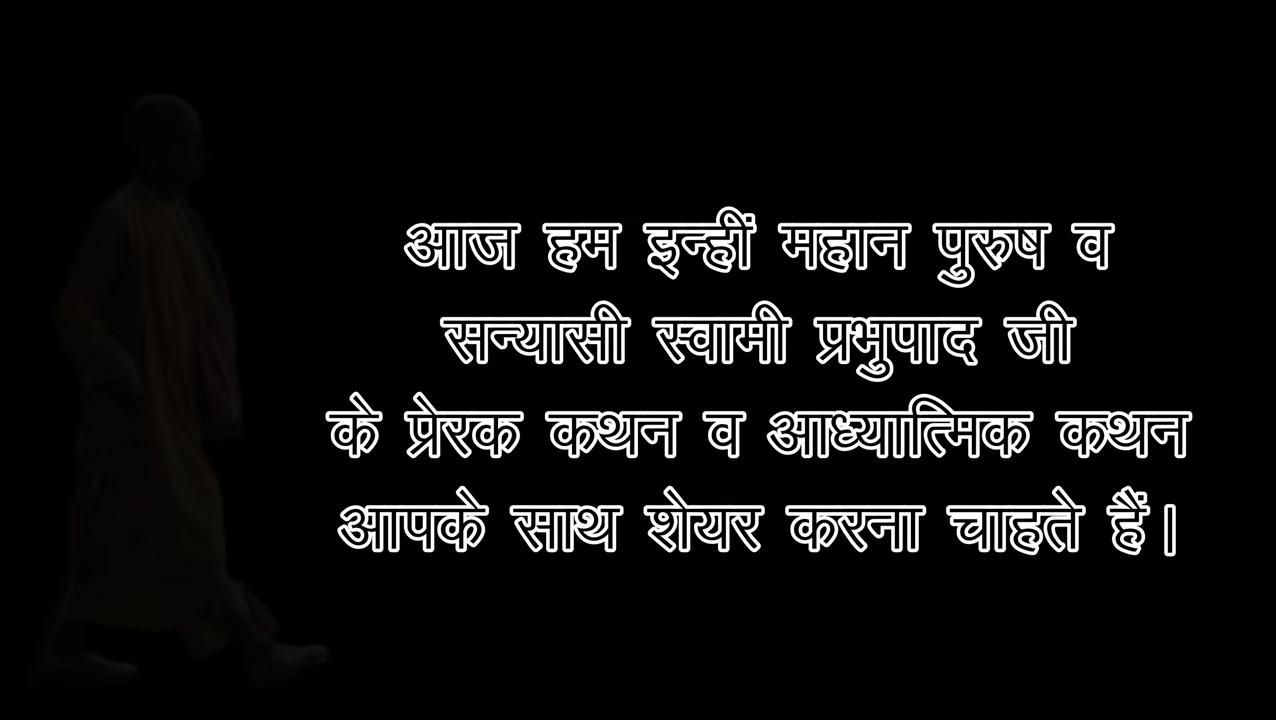 आज हम इन्हीं महान पुरुष व
सन्यासी स्वामी प्रभुपाद जी
के प्रेरक कथन व आध्यात्मिक कथन
आपके साथ शेयर करना चाहते हैं।